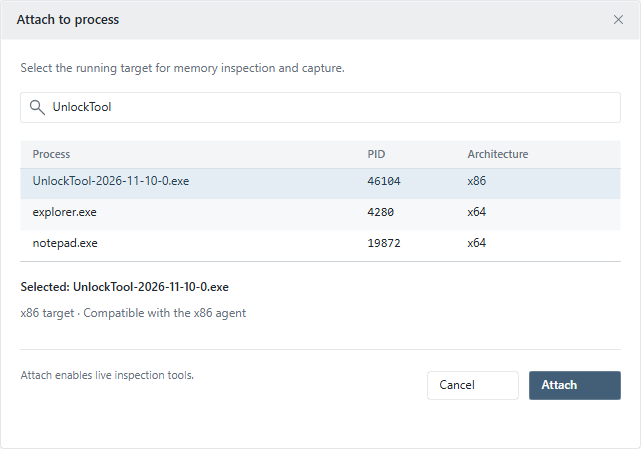 Attach to process
Select the running target for memory inspection and capture.
UnlockTool
Process PID Architecture
UnlockTool-2026-11-10-0.exe 46104 x86
explorer.exe 4280 x64
notepad.exe 19872 x64
Selected: UnlockTool-2026-11-10-0.exe
x86 target · Compatible with the x86 agent
Attach enables live inspection tools.
Cancel Attach